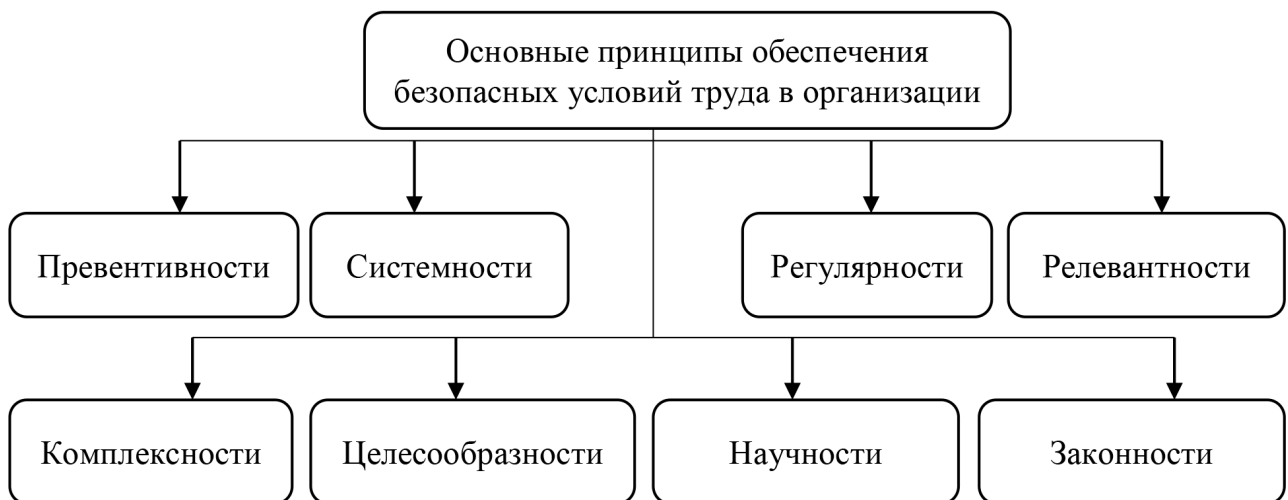 Основные принципы обеспечения
безопасных условий труда в организации
Превентивности
Системности
Регулярности
Релевантности
Комплексности
Целесообразности
Научности
Законности